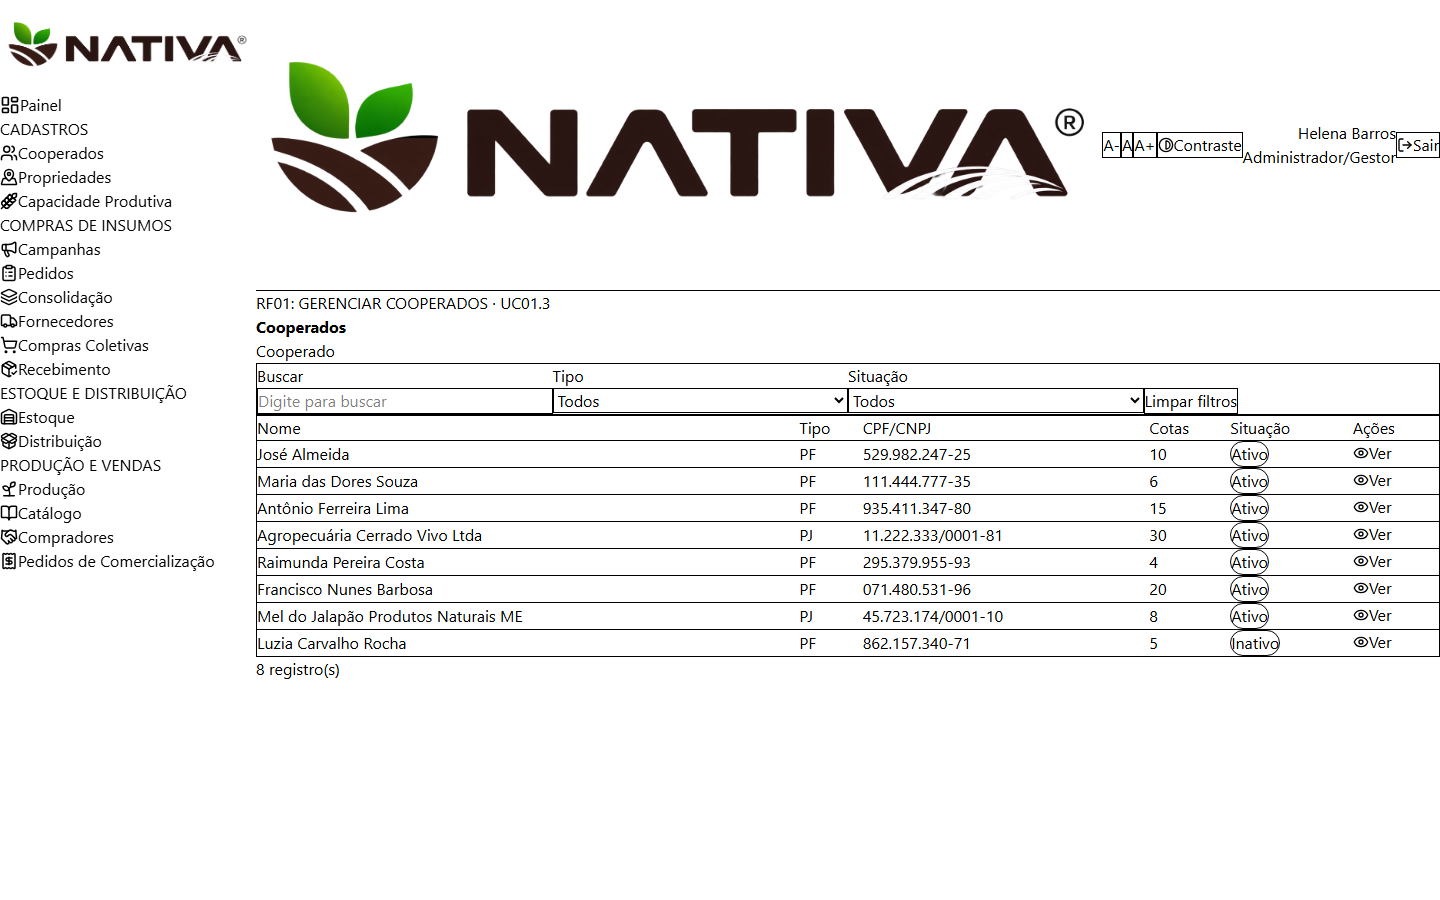 NATIVA®
Painel
CADASTROS
Cooperados
Propriedades
Capacidade Produtiva
COMPRAS DE INSUMOS
Campanhas
Pedidos
Consolidação
Fornecedores
Compras Coletivas
Recebimento
ESTOQUE E DISTRIBUIÇÃO
Estoque
Distribuição
PRODUÇÃO E VENDAS
Produção
Catálogo
Compradores
Pedidos de Comercialização
NATIVA®
A- A A+ Contraste
Helena Barros
Administrador/Gestor
Sair
RF01: GERENCIAR COOPERADOS · UC01.3
Cooperados
Cooperado
Buscar Tipo Situação
Digite para buscar Todos Todos Limpar filtros
Nome Tipo CPF/CNPJ Cotas Situação Ações
José Almeida PF 529.982.247-25 10 Ativo Ver
Maria das Dores Souza PF 111.444.777-35 6 Ativo Ver
Antônio Ferreira Lima PF 935.411.347-80 15 Ativo Ver
Agropecuária Cerrado Vivo Ltda PJ 11.222.333/0001-81 30 Ativo Ver
Raimunda Pereira Costa PF 295.379.955-93 4 Ativo Ver
Francisco Nunes Barbosa PF 071.480.531-96 20 Ativo Ver
Mel do Jalapão Produtos Naturais ME PJ 45.723.174/0001-10 8 Ativo Ver
Luzia Carvalho Rocha PF 862.157.340-71 5 Inativo Ver
8 registro(s)